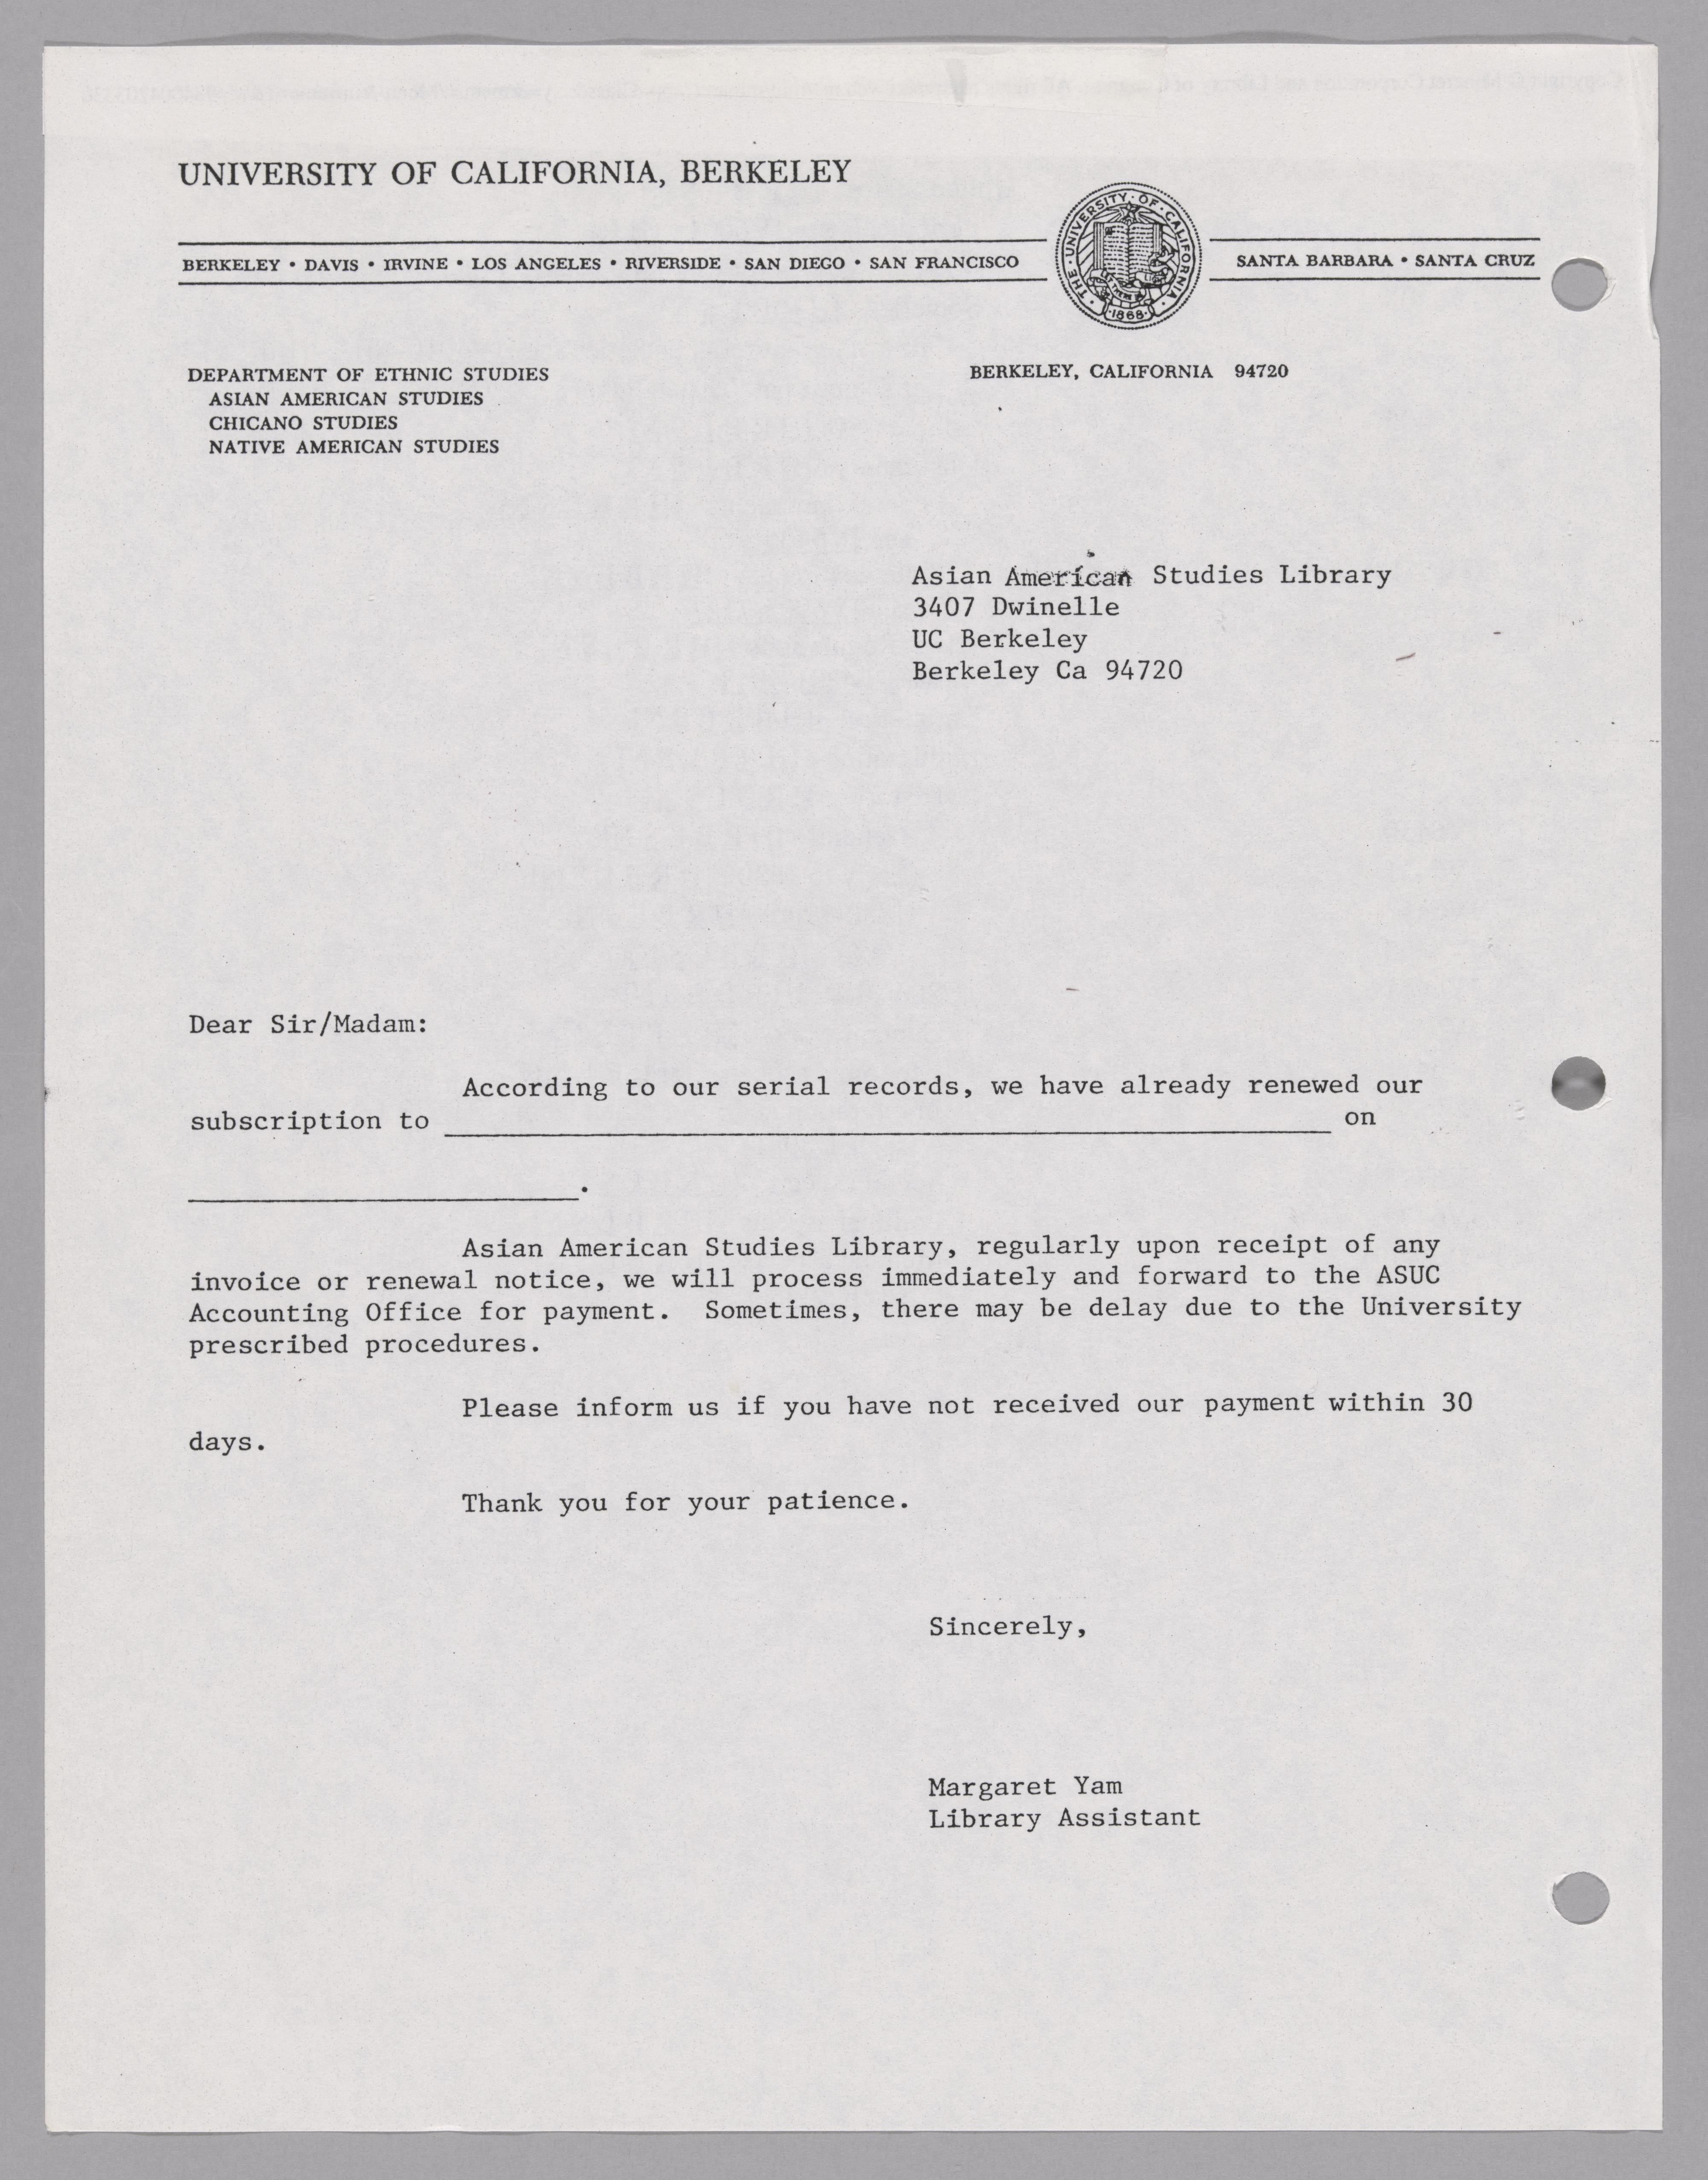 UNIVERSITY OF CALIFORNIA, BERKELEY
BERKELEY • DAVIS • IRVINE • LOS ANGELES • RIVERSIDE • SAN DIEGO • SAN FRANCISCO
SANTA BARBARA • SANTA CRUZ
THE • UNIVERSITY • OF • CALIFORNIA •
• 1868 •
DEPARTMENT OF ETHNIC STUDIES
ASIAN AMERICAN STUDIES
CHICANO STUDIES
NATIVE AMERICAN STUDIES
BERKELEY, CALIFORNIA 94720
Asian American Studies Library
3407 Dwinelle
UC Berkeley
Berkeley Ca 94720
Dear Sir/Madam:
According to our serial records, we have already renewed our
subscription to ______________________ on
______________.
Asian American Studies Library, regularly upon receipt of any
invoice or renewal notice, we will process immediately and forward to the ASUC
Accounting Office for payment. Sometimes, there may be delay due to the University
prescribed procedures.
Please inform us if you have not received our payment within 30
days.
Thank you for your patience.
Sincerely,
Margaret Yam
Library Assistant